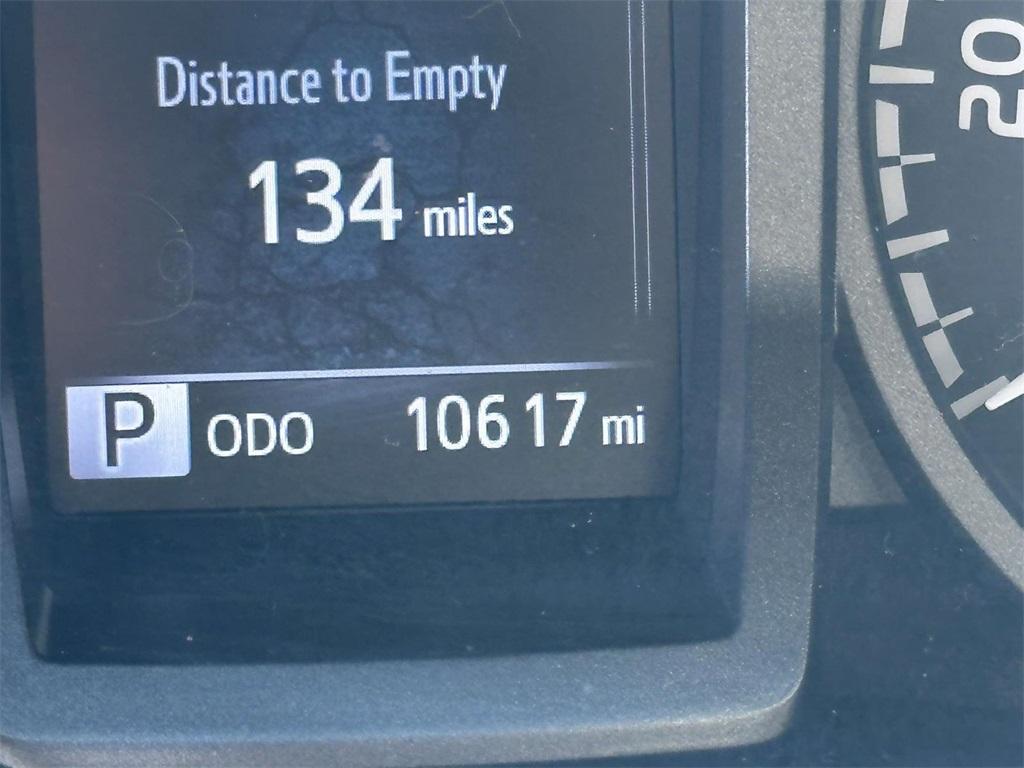 Distance to Empty
134 miles
P ODO 10617 mi
20